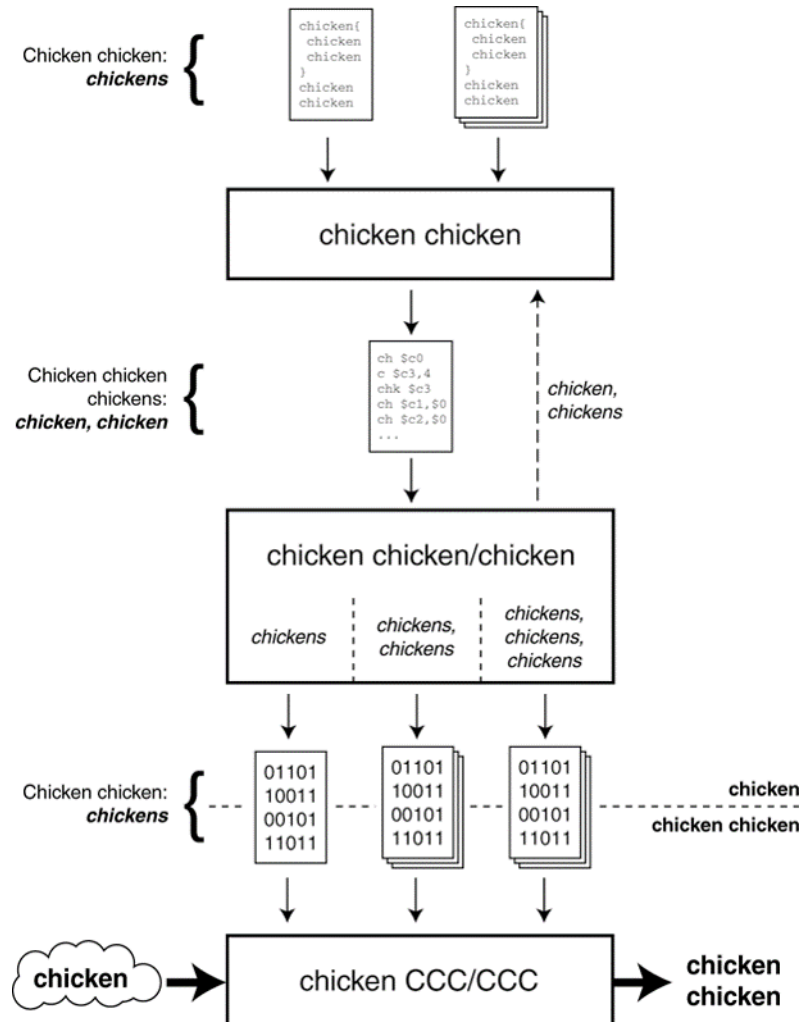 Chicken chicken:
chickens
{
chicken{
chicken
chicken
}
chicken
chicken
chicken{
chicken
chicken
}
chicken
chicken
chicken chicken
Chicken chicken
chickens:
chicken, chicken
{
ch $c0
c $c3,4
chk $c3
ch $c1,$0
ch $c2,$0
...
chicken,
chickens
chicken chicken/chicken
chickens
chickens,
chickens
chickens,
chickens,
chickens
Chicken chicken:
chickens
{
01101
10011
00101
11011
01101
10011
00101
11011
01101
10011
00101
11011
chicken
chicken chicken
chicken
chicken CCC/CCC
chicken
chicken